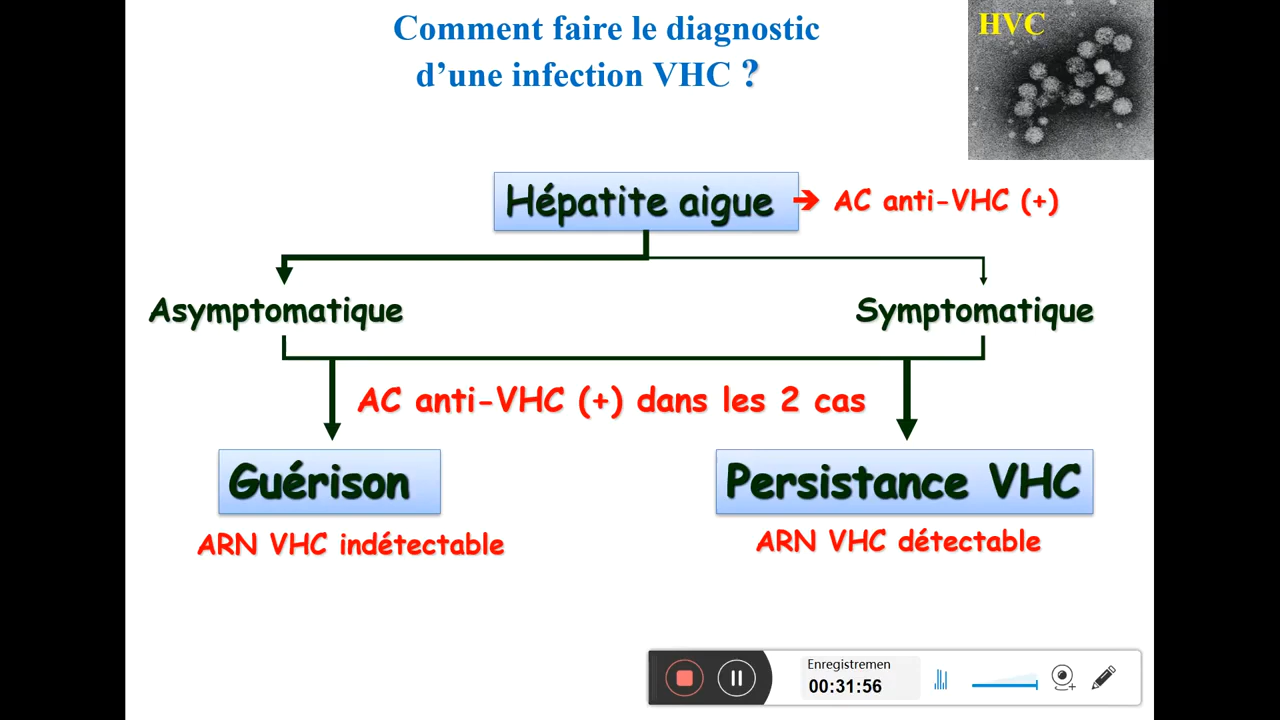 Comment faire le diagnostic
d’une infection VHC ?
HVC
Hépatite aigue
➔ AC anti-VHC (+)
Asymptomatique
Symptomatique
AC anti-VHC (+) dans les 2 cas
Guérison
Persistance VHC
ARN VHC indétectable
ARN VHC détectable
Enregistremen
00:31:56